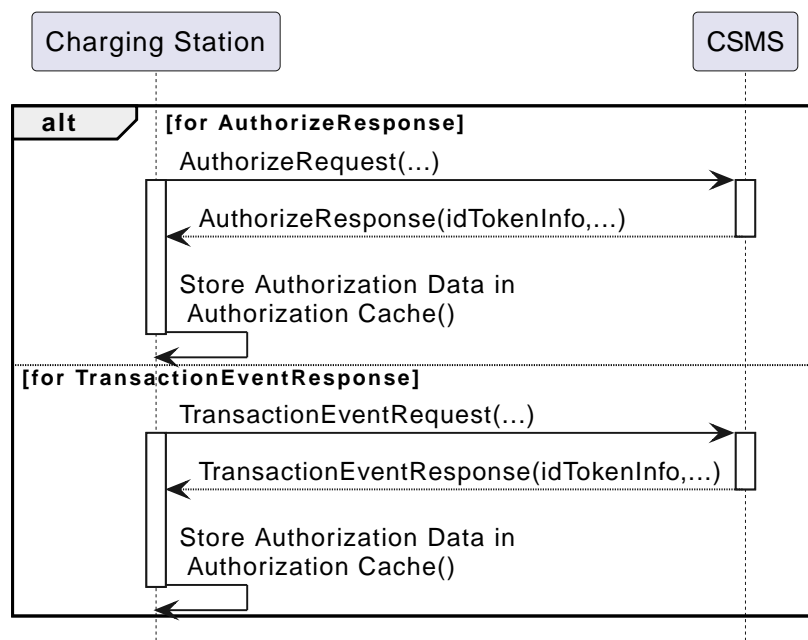 Charging Station
CSMS
alt
[for AuthorizeResponse]
AuthorizeRequest(...)
AuthorizeResponse(idTokenInfo,...)
Store Authorization Data in
Authorization Cache()
[for TransactionEventResponse]
TransactionEventRequest(...)
TransactionEventResponse(idTokenInfo,...)
Store Authorization Data in
Authorization Cache()